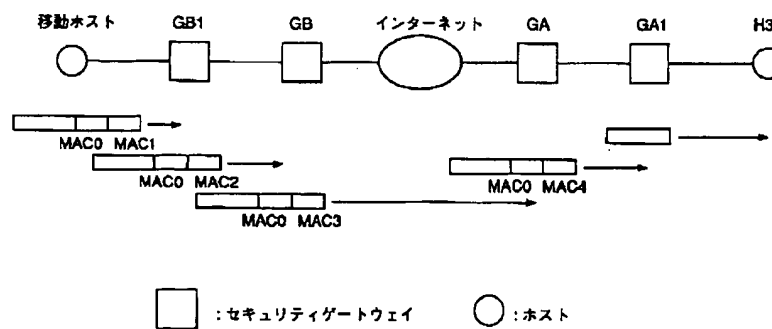 移動ホスト GB1 GB インターネット GA GA1 H3
MAC0 MAC1
MAC0 MAC2
MAC0 MAC4
MAC0 MAC3
:セキュリティゲートウェイ :ホスト